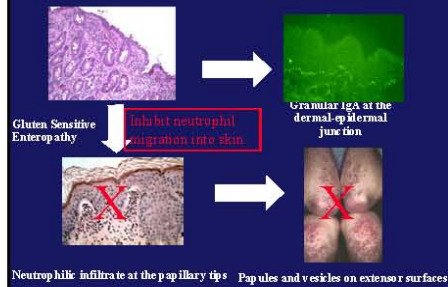 Gluten Sensitive
Enteropathy
Inhibit neutrophil
migration into skin
Granular IgA at the
dermal-epidermal
junction
X
X
Neutrophilic infiltrate at the papillary tips
Papules and vesicles on extensor surfaces